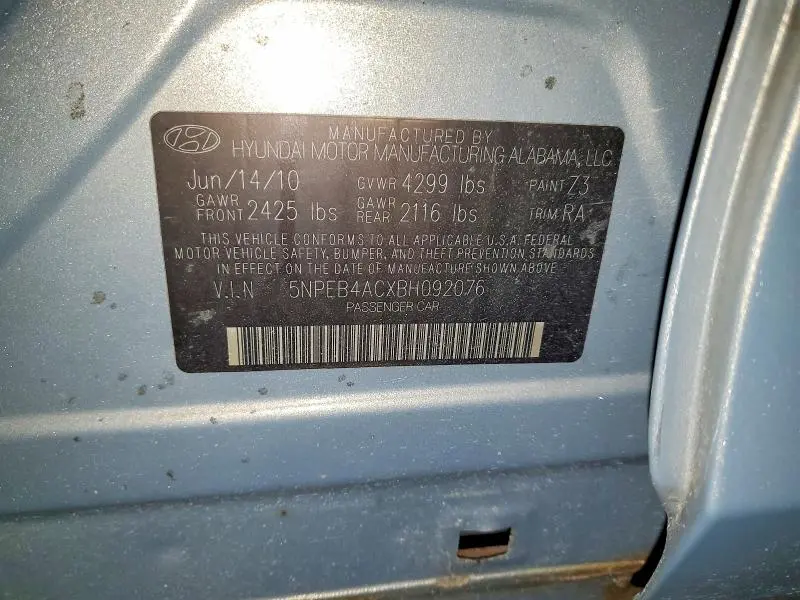 MANUFACTURED BY
HYUNDAI MOTOR MANUFACTURING ALABAMA, LLC
Jun/14/10 GVWR 4299 lbs PAINT Z3
GAWR FRONT 2425 lbs GAWR REAR 2116 lbs TRIM RA
THIS VEHICLE CONFORMS TO ALL APPLICABLE U.S.A. FEDERAL
MOTOR VEHICLE SAFETY, BUMPER, AND THEFT PREVENTION STANDARDS
IN EFFECT ON THE DATE OF MANUFACTURE SHOWN ABOVE
V.I.N 5NPEB4ACXBH092076
PASSENGER CAR